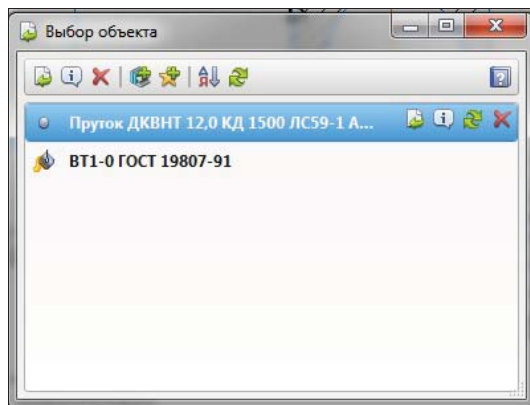 Выбор объекта
Пруток ДКВНТ 12,0 КД 1500 ЛС59-1 А...
ВТ1-0 ГОСТ 19807-91